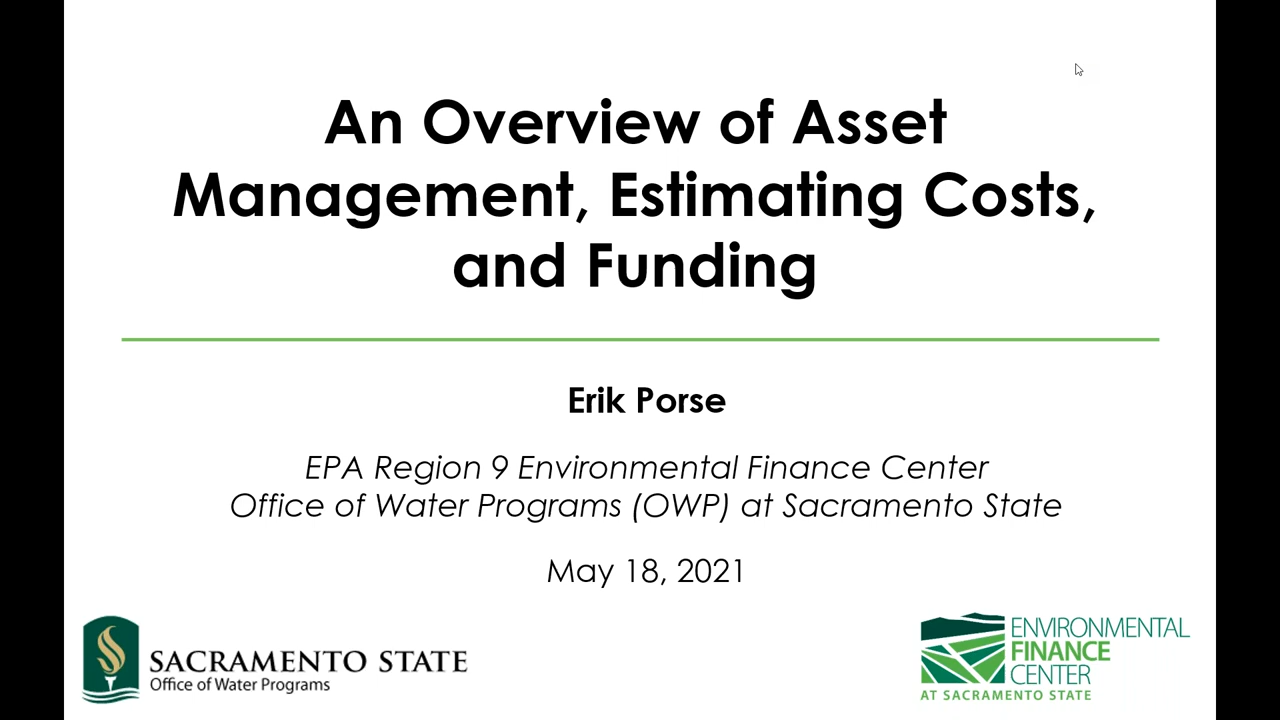 An Overview of Asset
Management, Estimating Costs,
and Funding
Erik Porse
EPA Region 9 Environmental Finance Center
Office of Water Programs (OWP) at Sacramento State
May 18, 2021
SACRAMENTO STATE
Office of Water Programs
ENVIRONMENTAL
FINANCE
CENTER
AT SACRAMENTO STATE